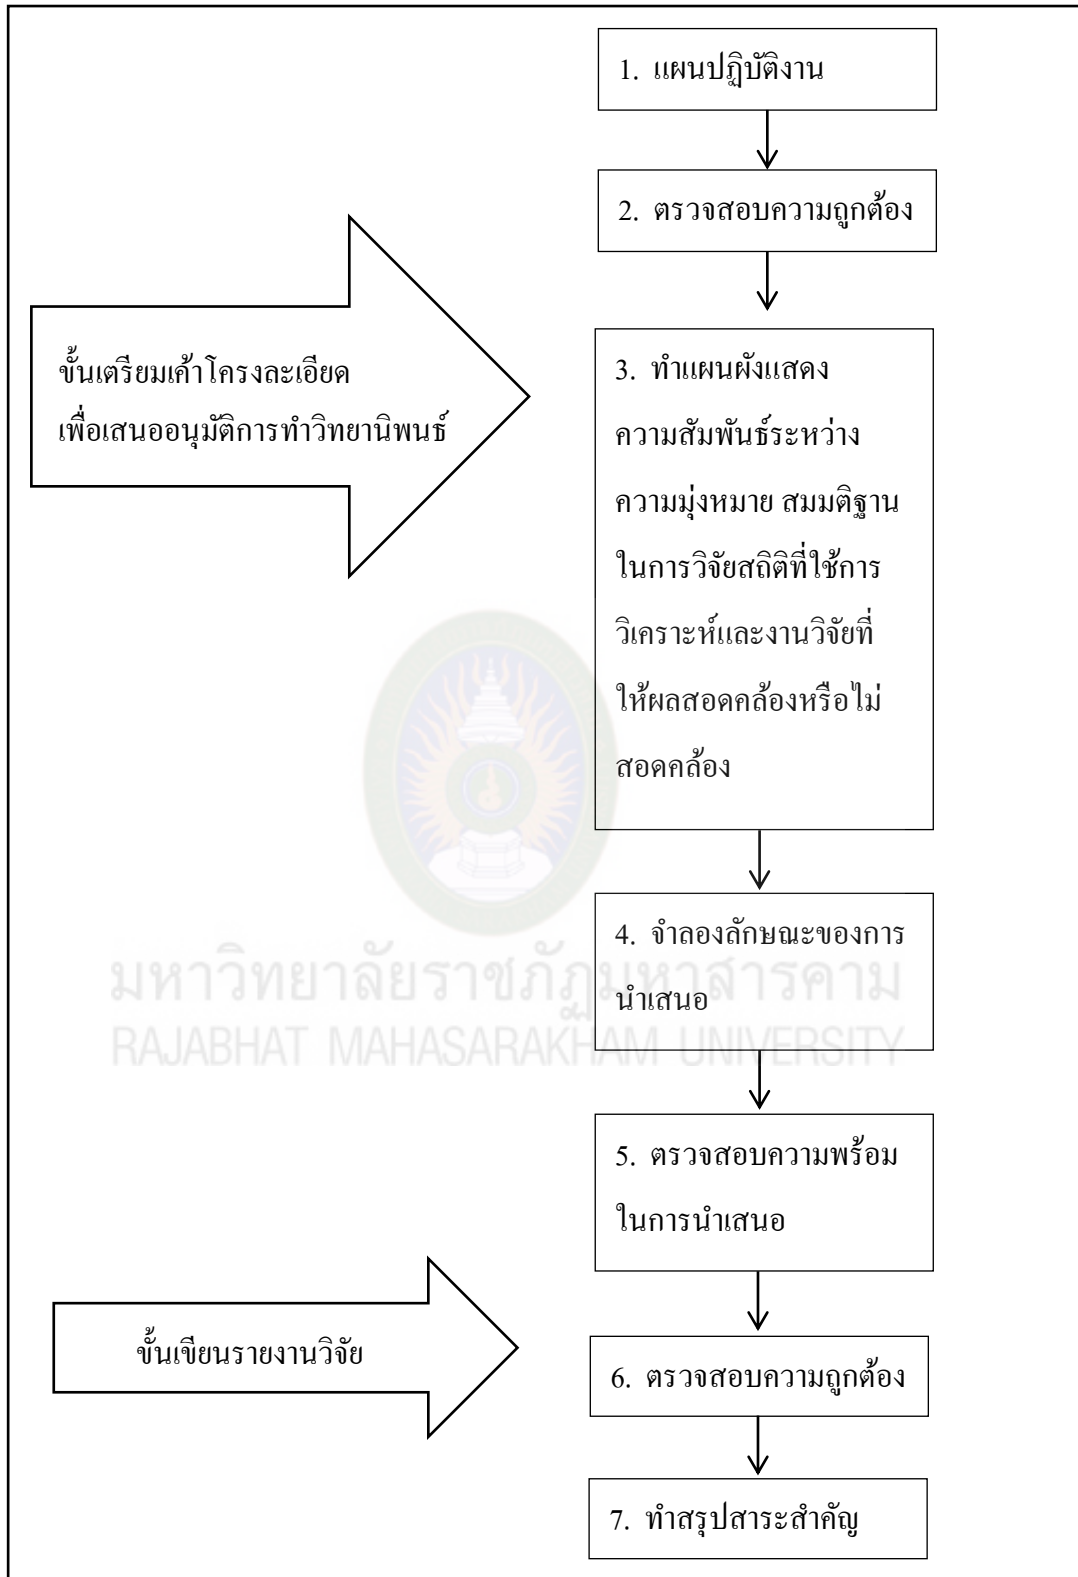 1. แผนปฏิบัติงาน
2. ตรวจสอบความถูกต้อง
ขั้นเตรียมเค้าโครงละเอียด
เพื่อเสนออนุมัติการทำวิทยานิพนธ์
3. ทำแผนผังแสดง
ความสัมพันธ์ระหว่าง
ความมุ่งหมาย สมมติฐาน
ในการวิจัยสถิติที่ใช้การ
วิเคราะห์และงานวิจัยที่
ให้ผลสอดคล้องหรือไม่
สอดคล้อง
4. จำลองลักษณะของการ
นำเสนอ
มหาวิทยาลัยราชภัฏมหาสารคาม
RAJABHAT MAHASARAKHAM UNIVERSITY
5. ตรวจสอบความพร้อม
ในการนำเสนอ
ขั้นเขียนรายงานวิจัย
6. ตรวจสอบความถูกต้อง
7. ทำสรุปสาระสำคัญ